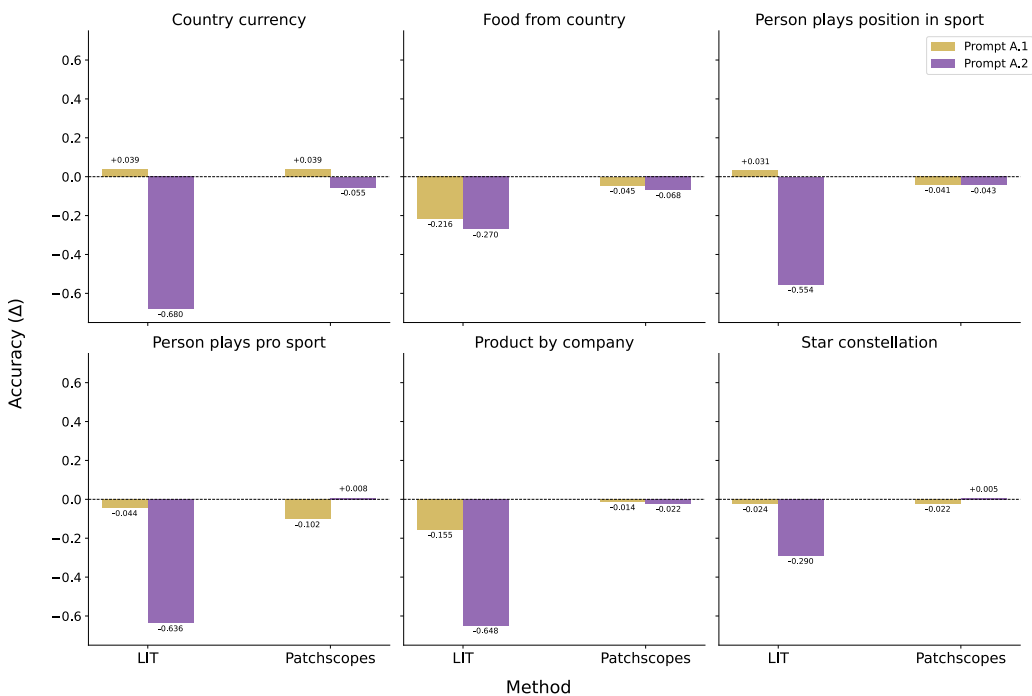 Country currency
Food from country
Person plays position in sport
Prompt A.1
Prompt A.2
0.6
0.4
0.2
0.0
−0.2
−0.4
−0.6
+0.039
-0.680
+0.039
-0.055
-0.216
-0.270
-0.045
-0.068
+0.031
-0.554
-0.041
-0.043
Accuracy (Δ)
Person plays pro sport
Product by company
Star constellation
0.6
0.4
0.2
0.0
−0.2
−0.4
−0.6
-0.044
-0.636
-0.102
+0.008
-0.155
-0.648
-0.014
-0.022
-0.024
-0.290
-0.022
+0.005
LIT
Patchscopes
LIT
Patchscopes
LIT
Patchscopes
Method